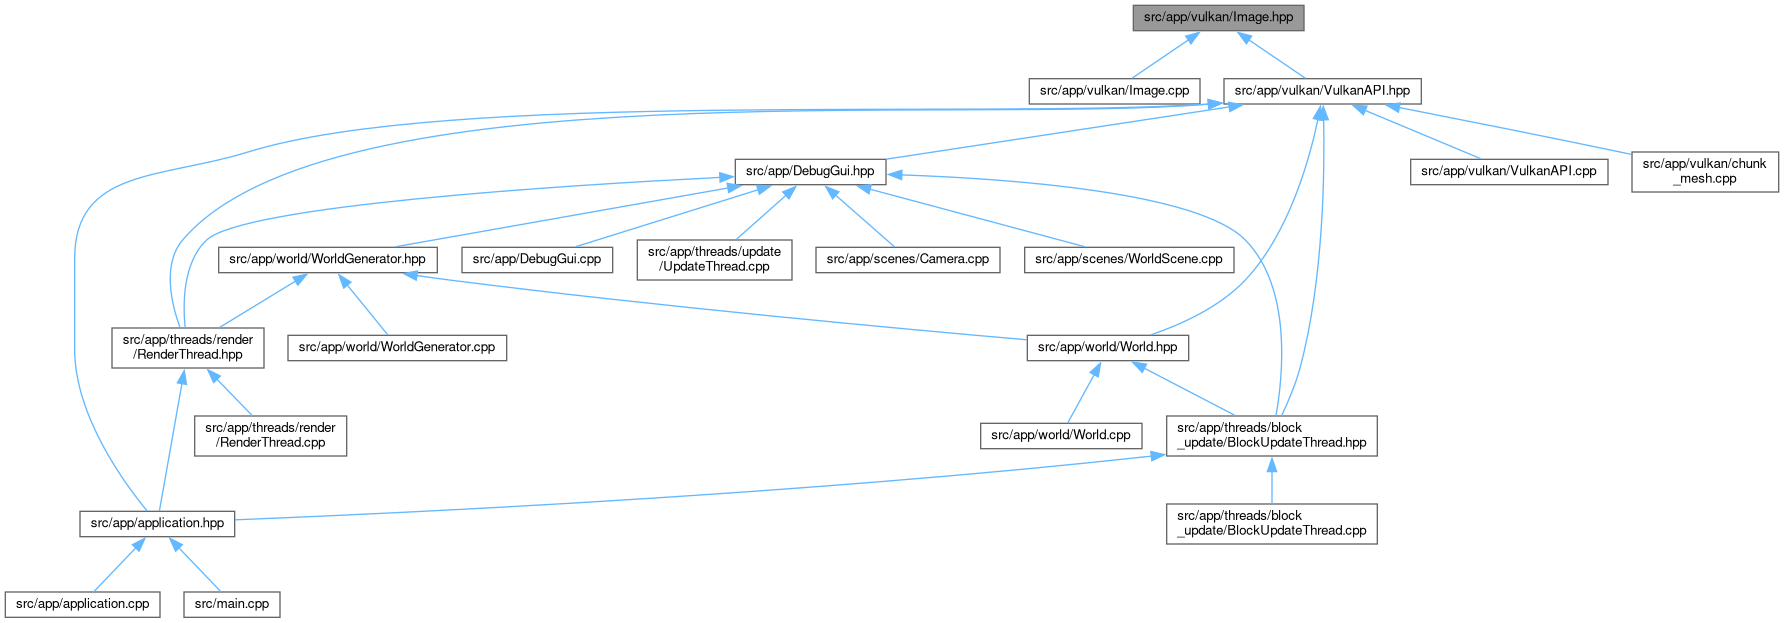 src/app/vulkan/Image.hpp
src/app/vulkan/Image.cpp
src/app/vulkan/VulkanAPI.hpp
src/app/DebugGui.hpp
src/app/vulkan/VulkanAPI.cpp
src/app/vulkan/chunk
_mesh.cpp
src/app/world/WorldGenerator.hpp
src/app/DebugGui.cpp
src/app/threads/update
/UpdateThread.cpp
src/app/scenes/Camera.cpp
src/app/scenes/WorldScene.cpp
src/app/threads/render
/RenderThread.hpp
src/app/world/WorldGenerator.cpp
src/app/world/World.hpp
src/app/threads/render
/RenderThread.cpp
src/app/world/World.cpp
src/app/threads/block
_update/BlockUpdateThread.hpp
src/app/application.hpp
src/app/threads/block
_update/BlockUpdateThread.cpp
src/app/application.cpp
src/main.cpp